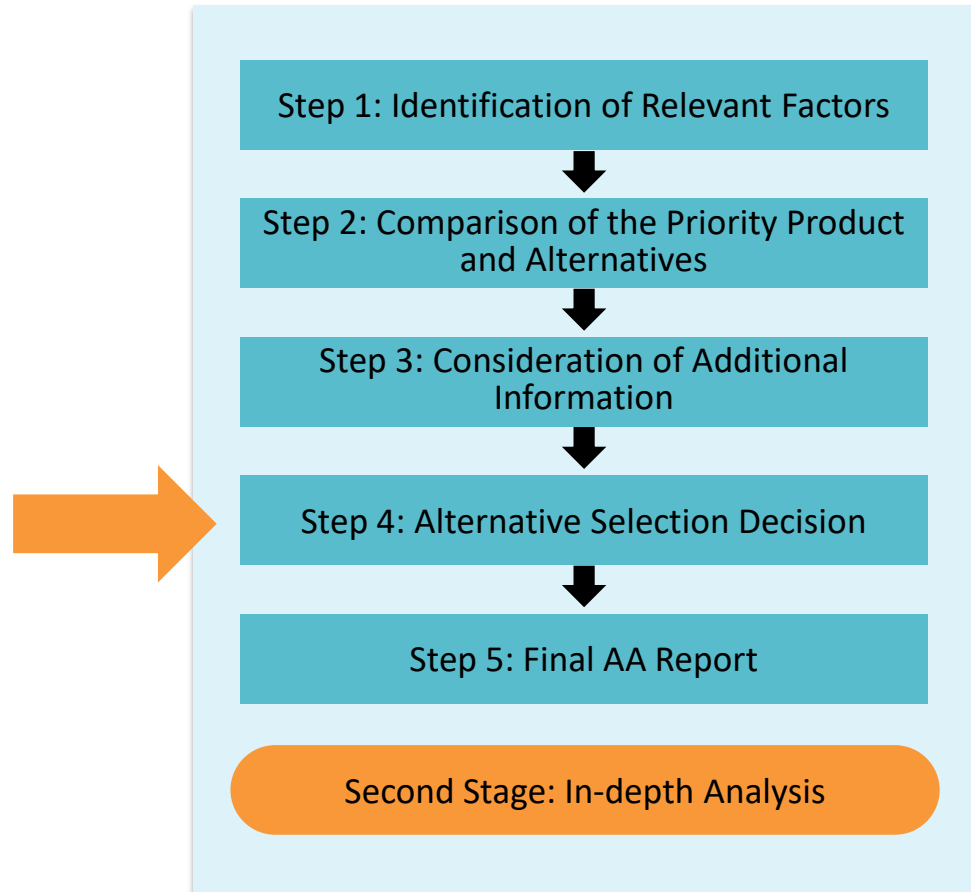 Step 1: Identification of Relevant Factors
Step 2: Comparison of the Priority Product
and Alternatives
Step 3: Consideration of Additional
Information
Step 4: Alternative Selection Decision
Step 5: Final AA Report
Second Stage: In-depth Analysis